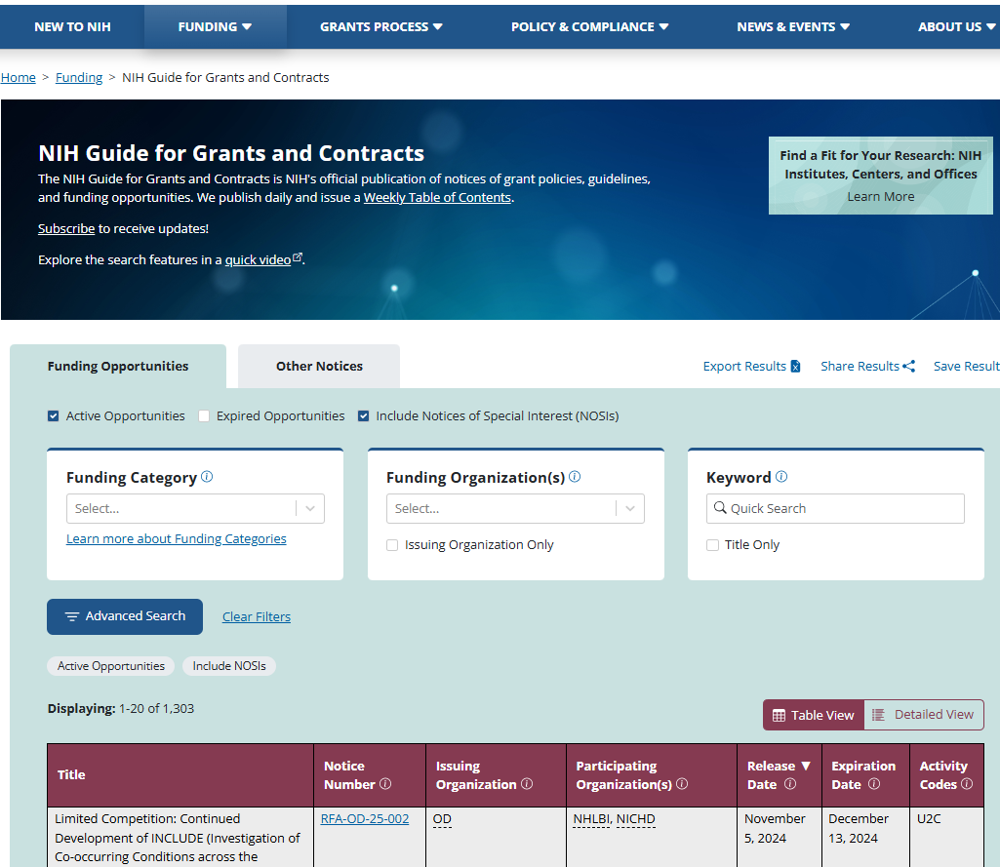 NEW TO NIH FUNDING GRANTS PROCESS POLICY & COMPLIANCE NEWS & EVENTS ABOUT US
Home > Funding > NIH Guide for Grants and Contracts
NIH Guide for Grants and Contracts
The NIH Guide for Grants and Contracts is NIH's official publication of notices of grant policies, guidelines,
and funding opportunities. We publish daily and issue a Weekly Table of Contents.
Subscribe to receive updates!
Explore the search features in a quick video.
Find a Fit for Your Research: NIH
Institutes, Centers, and Offices
Learn More
Funding Opportunities Other Notices
Export Results Share Results Save Result
Active Opportunities Expired Opportunities Include Notices of Special Interest (NOSIs)
Funding Category
Select...
Learn more about Funding Categories
Funding Organization(s)
Select...
Issuing Organization Only
Keyword
Quick Search
Title Only
Advanced Search Clear Filters
Active Opportunities Include NOSIs
Displaying: 1-20 of 1,303
Table View Detailed View
Title
Notice
Number
Issuing
Organization
Participating
Organization(s)
Release ▼
Date
Expiration
Date
Activity
Codes
Limited Competition: Continued
Development of INCLUDE (Investigation of
Co-occurring Conditions across the
RFA-OD-25-002
OD
NHLBI, NICHD
November
5, 2024
December
13, 2024
U2C